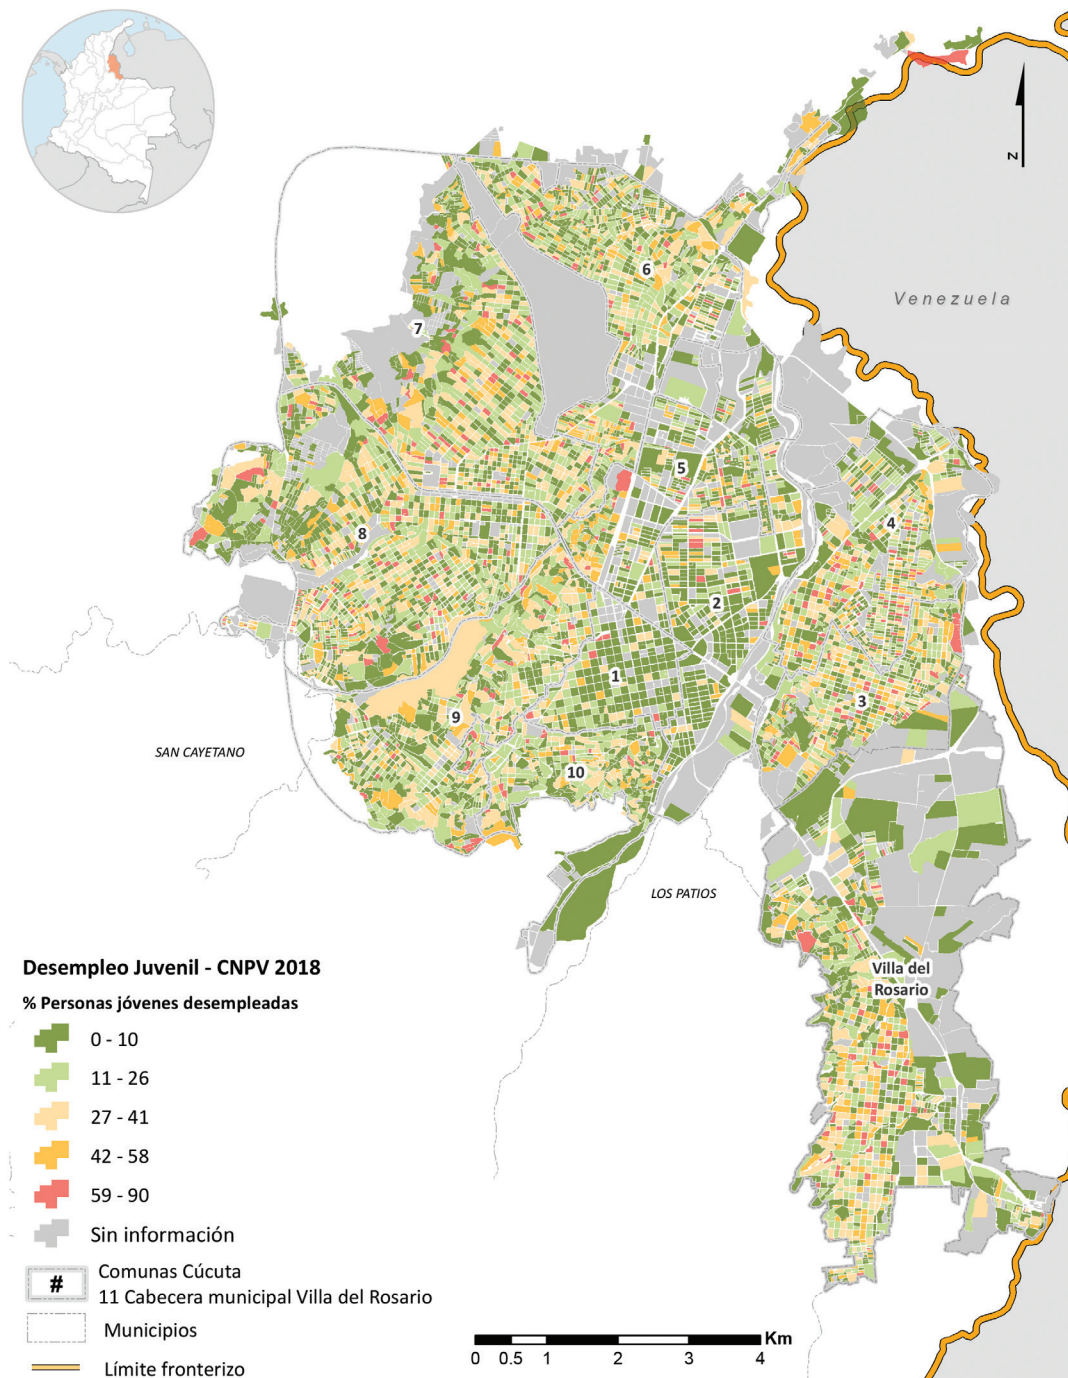 N
Venezuela
6
7
5
4
8
2
1
3
9
SAN CAYETANO
10
LOS PATIOS
Villa del
Rosario
Desempleo Juvenil - CNPV 2018
% Personas jóvenes desempleadas
0 - 10
11 - 26
27 - 41
42 - 58
59 - 90
Sin información
# Comunas Cúcuta
11 Cabecera municipal Villa del Rosario
Municipios
Límite fronterizo
Km
0 0.5 1 2 3 4